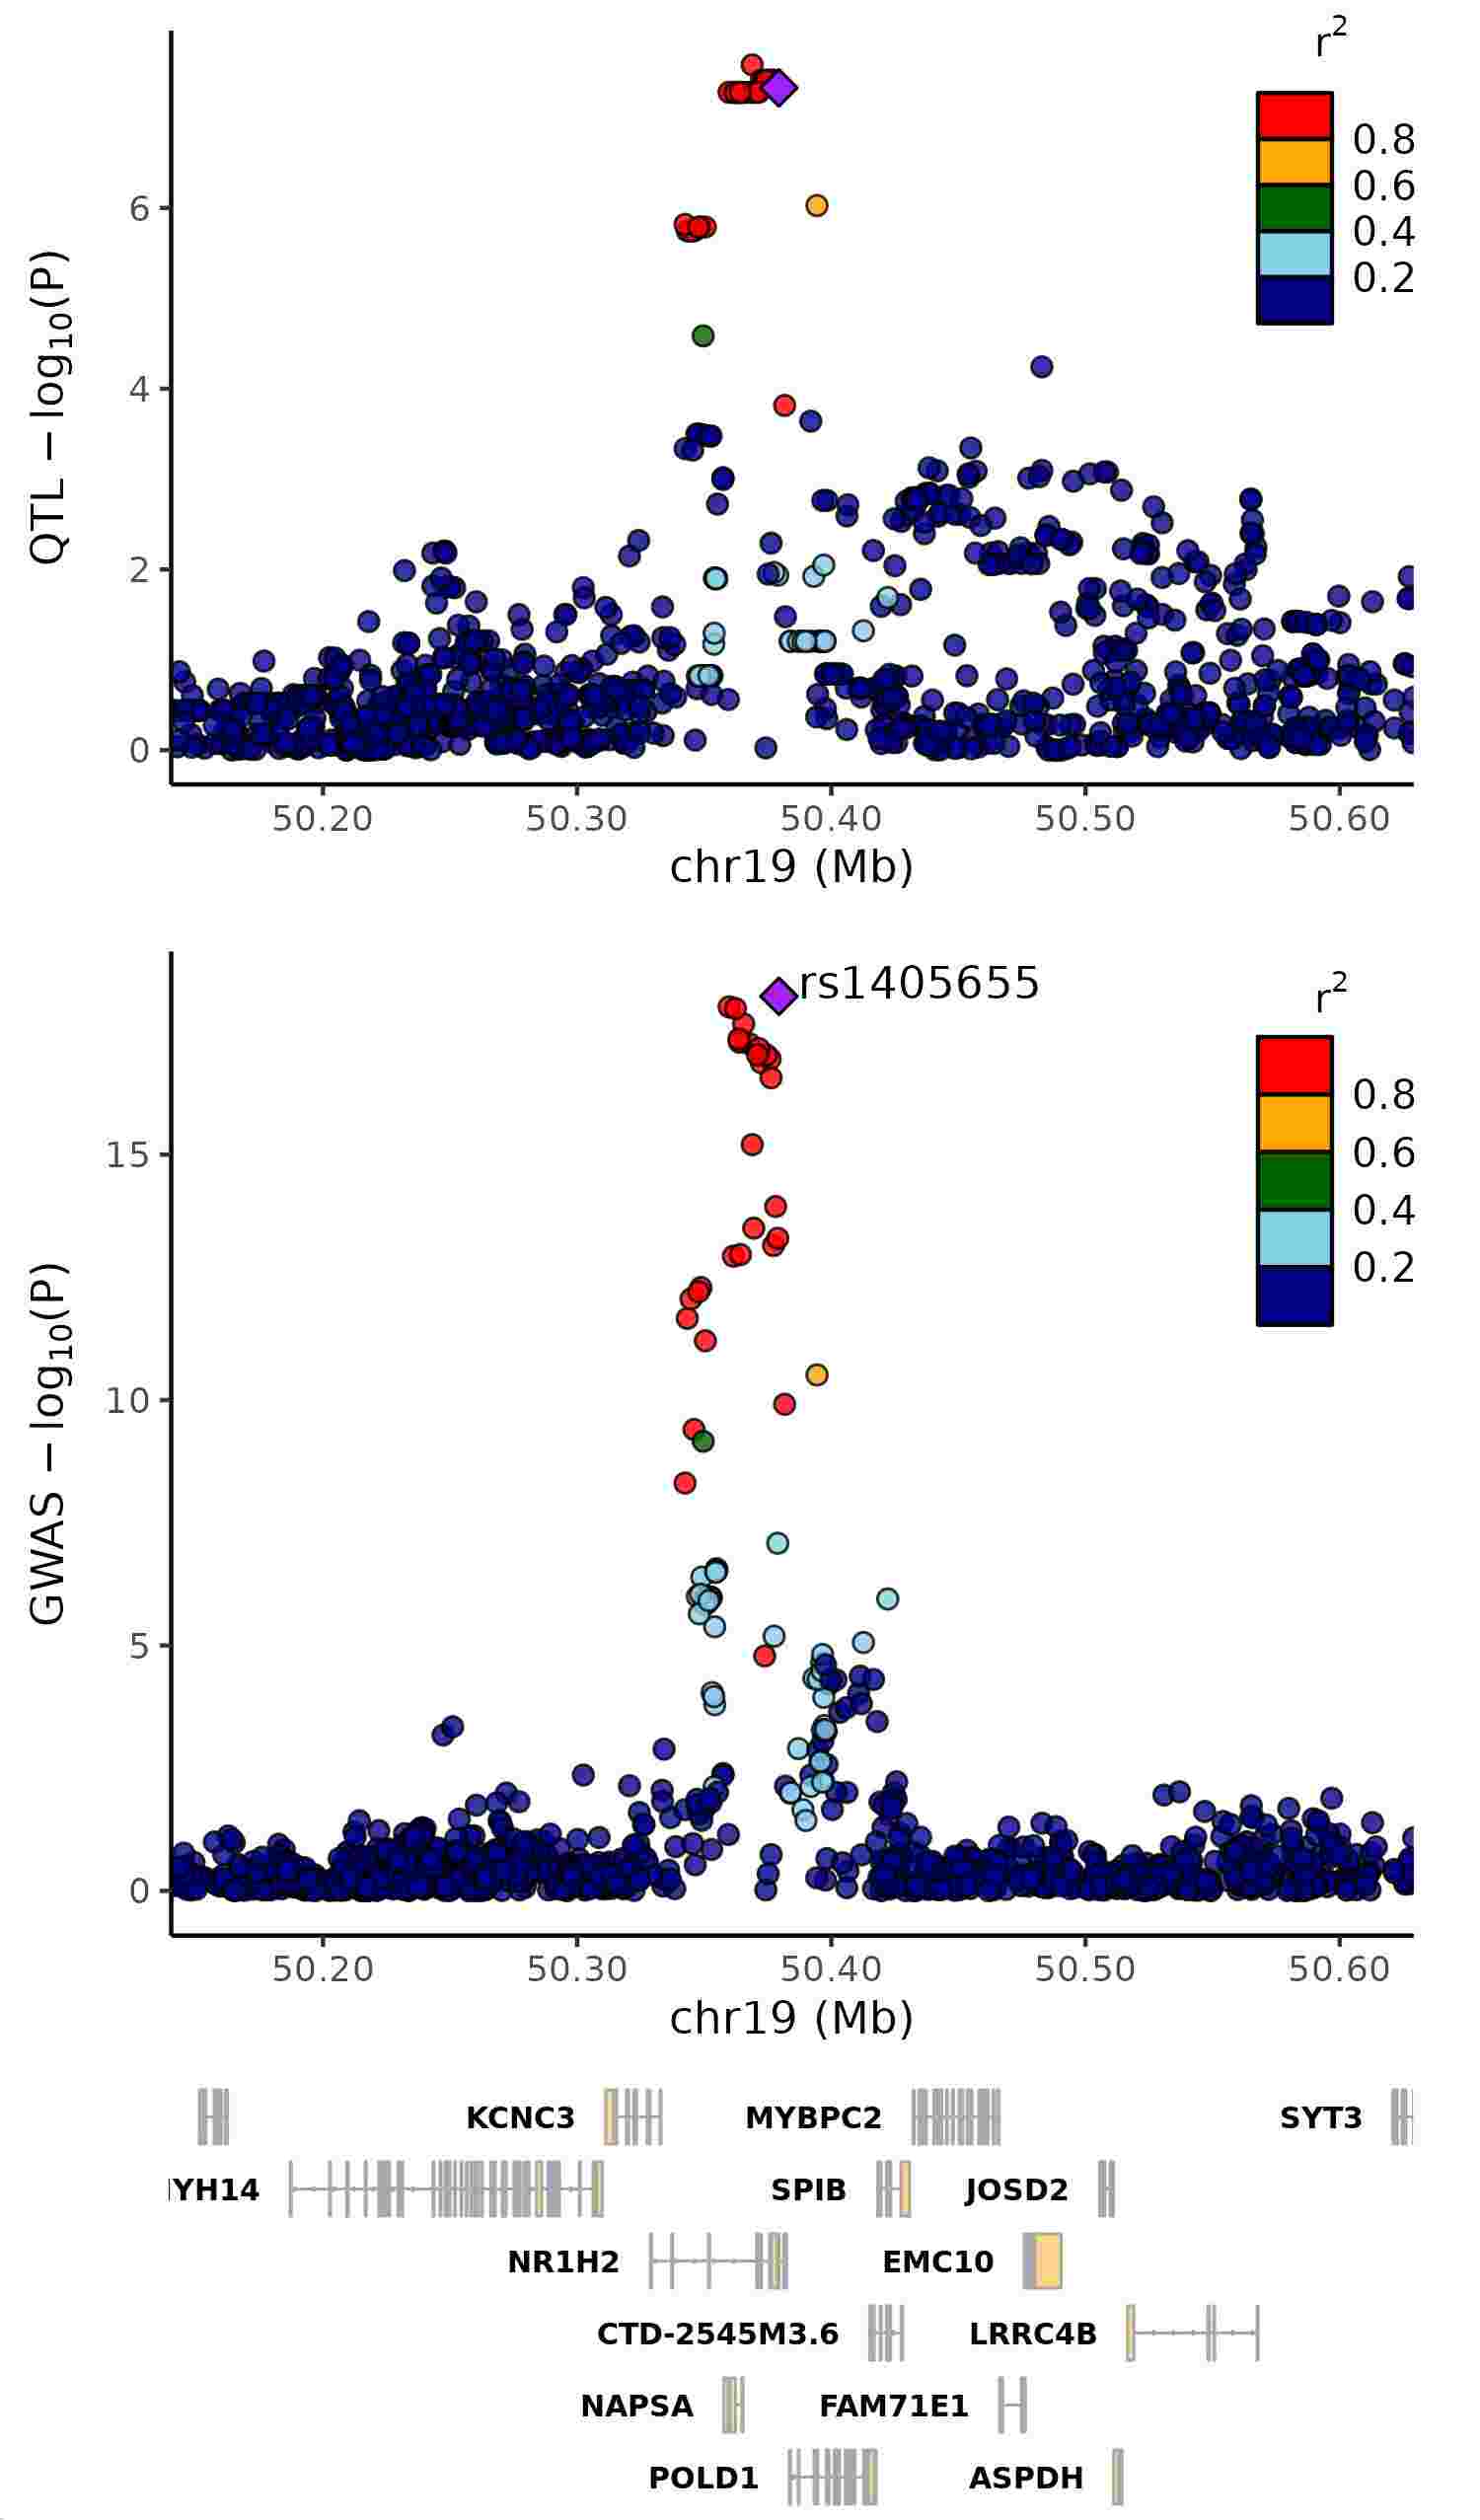 r2
0.8
0.6
0.4
0.2
QTL − log10(P)
6
4
2
0
50.20 50.30 50.40 50.50 50.60
chr19 (Mb)
rs1405655
r2
0.8
0.6
0.4
0.2
GWAS − log10(P)
15
10
5
0
50.20 50.30 50.40 50.50 50.60
chr19 (Mb)
KCNC3 MYBPC2 SYT3
YH14 SPIB JOSD2
NR1H2 EMC10
CTD-2545M3.6 LRRC4B
NAPSA FAM71E1
POLD1 ASPDH